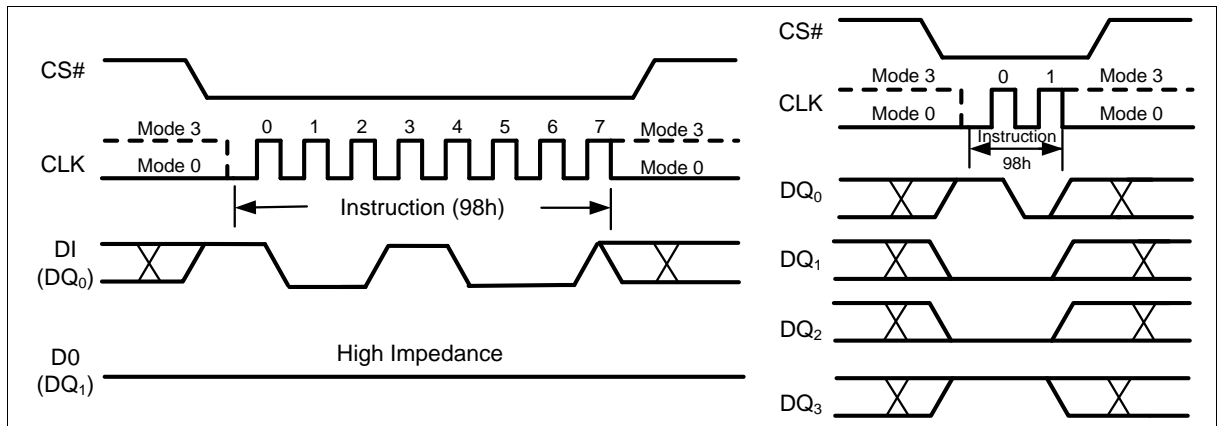 CS#
Mode 3 0 1 2 3 4 5 6 7 Mode 3
CLK
Mode 0 Mode 0
Instruction (98h)
DI
(DQ0)
D0
(DQ1)
High Impedance
CS#
Mode 3 0 1 Mode 3
CLK
Mode 0 Mode 0
Instruction
98h
DQ0
DQ1
DQ2
DQ3